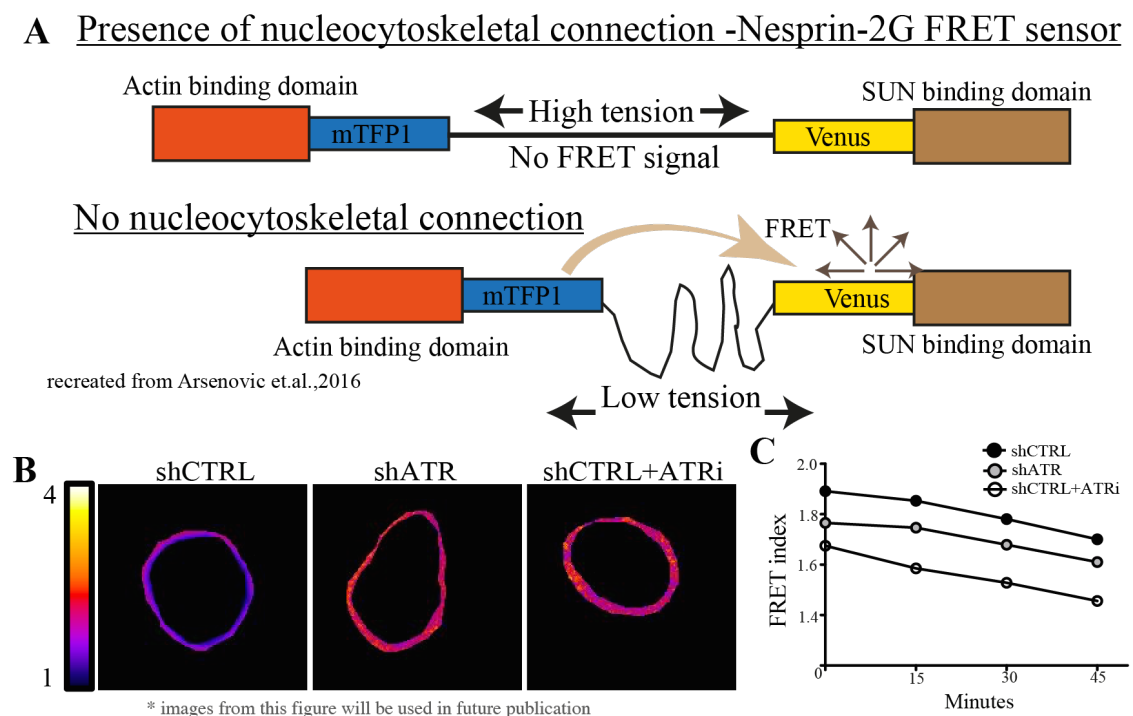 A Presence of nucleocytoskeletal connection -Nesprin-2G FRET sensor
Actin binding domain
SUN binding domain
High tension
mTFP1
Venus
No FRET signal
No nucleocytoskeletal connection
FRET
mTFP1
Venus
Actin binding domain
SUN binding domain
recreated from Arsenovic et.al.,2016
Low tension
B
shCTRL
shATR
shCTRL+ATRi
4
1
* images from this figure will be used in future publication
C
shCTRL
shATR
shCTRL+ATRi
FRET index
2.0
1.8
1.6
1.4
0
15
30
45
Minutes